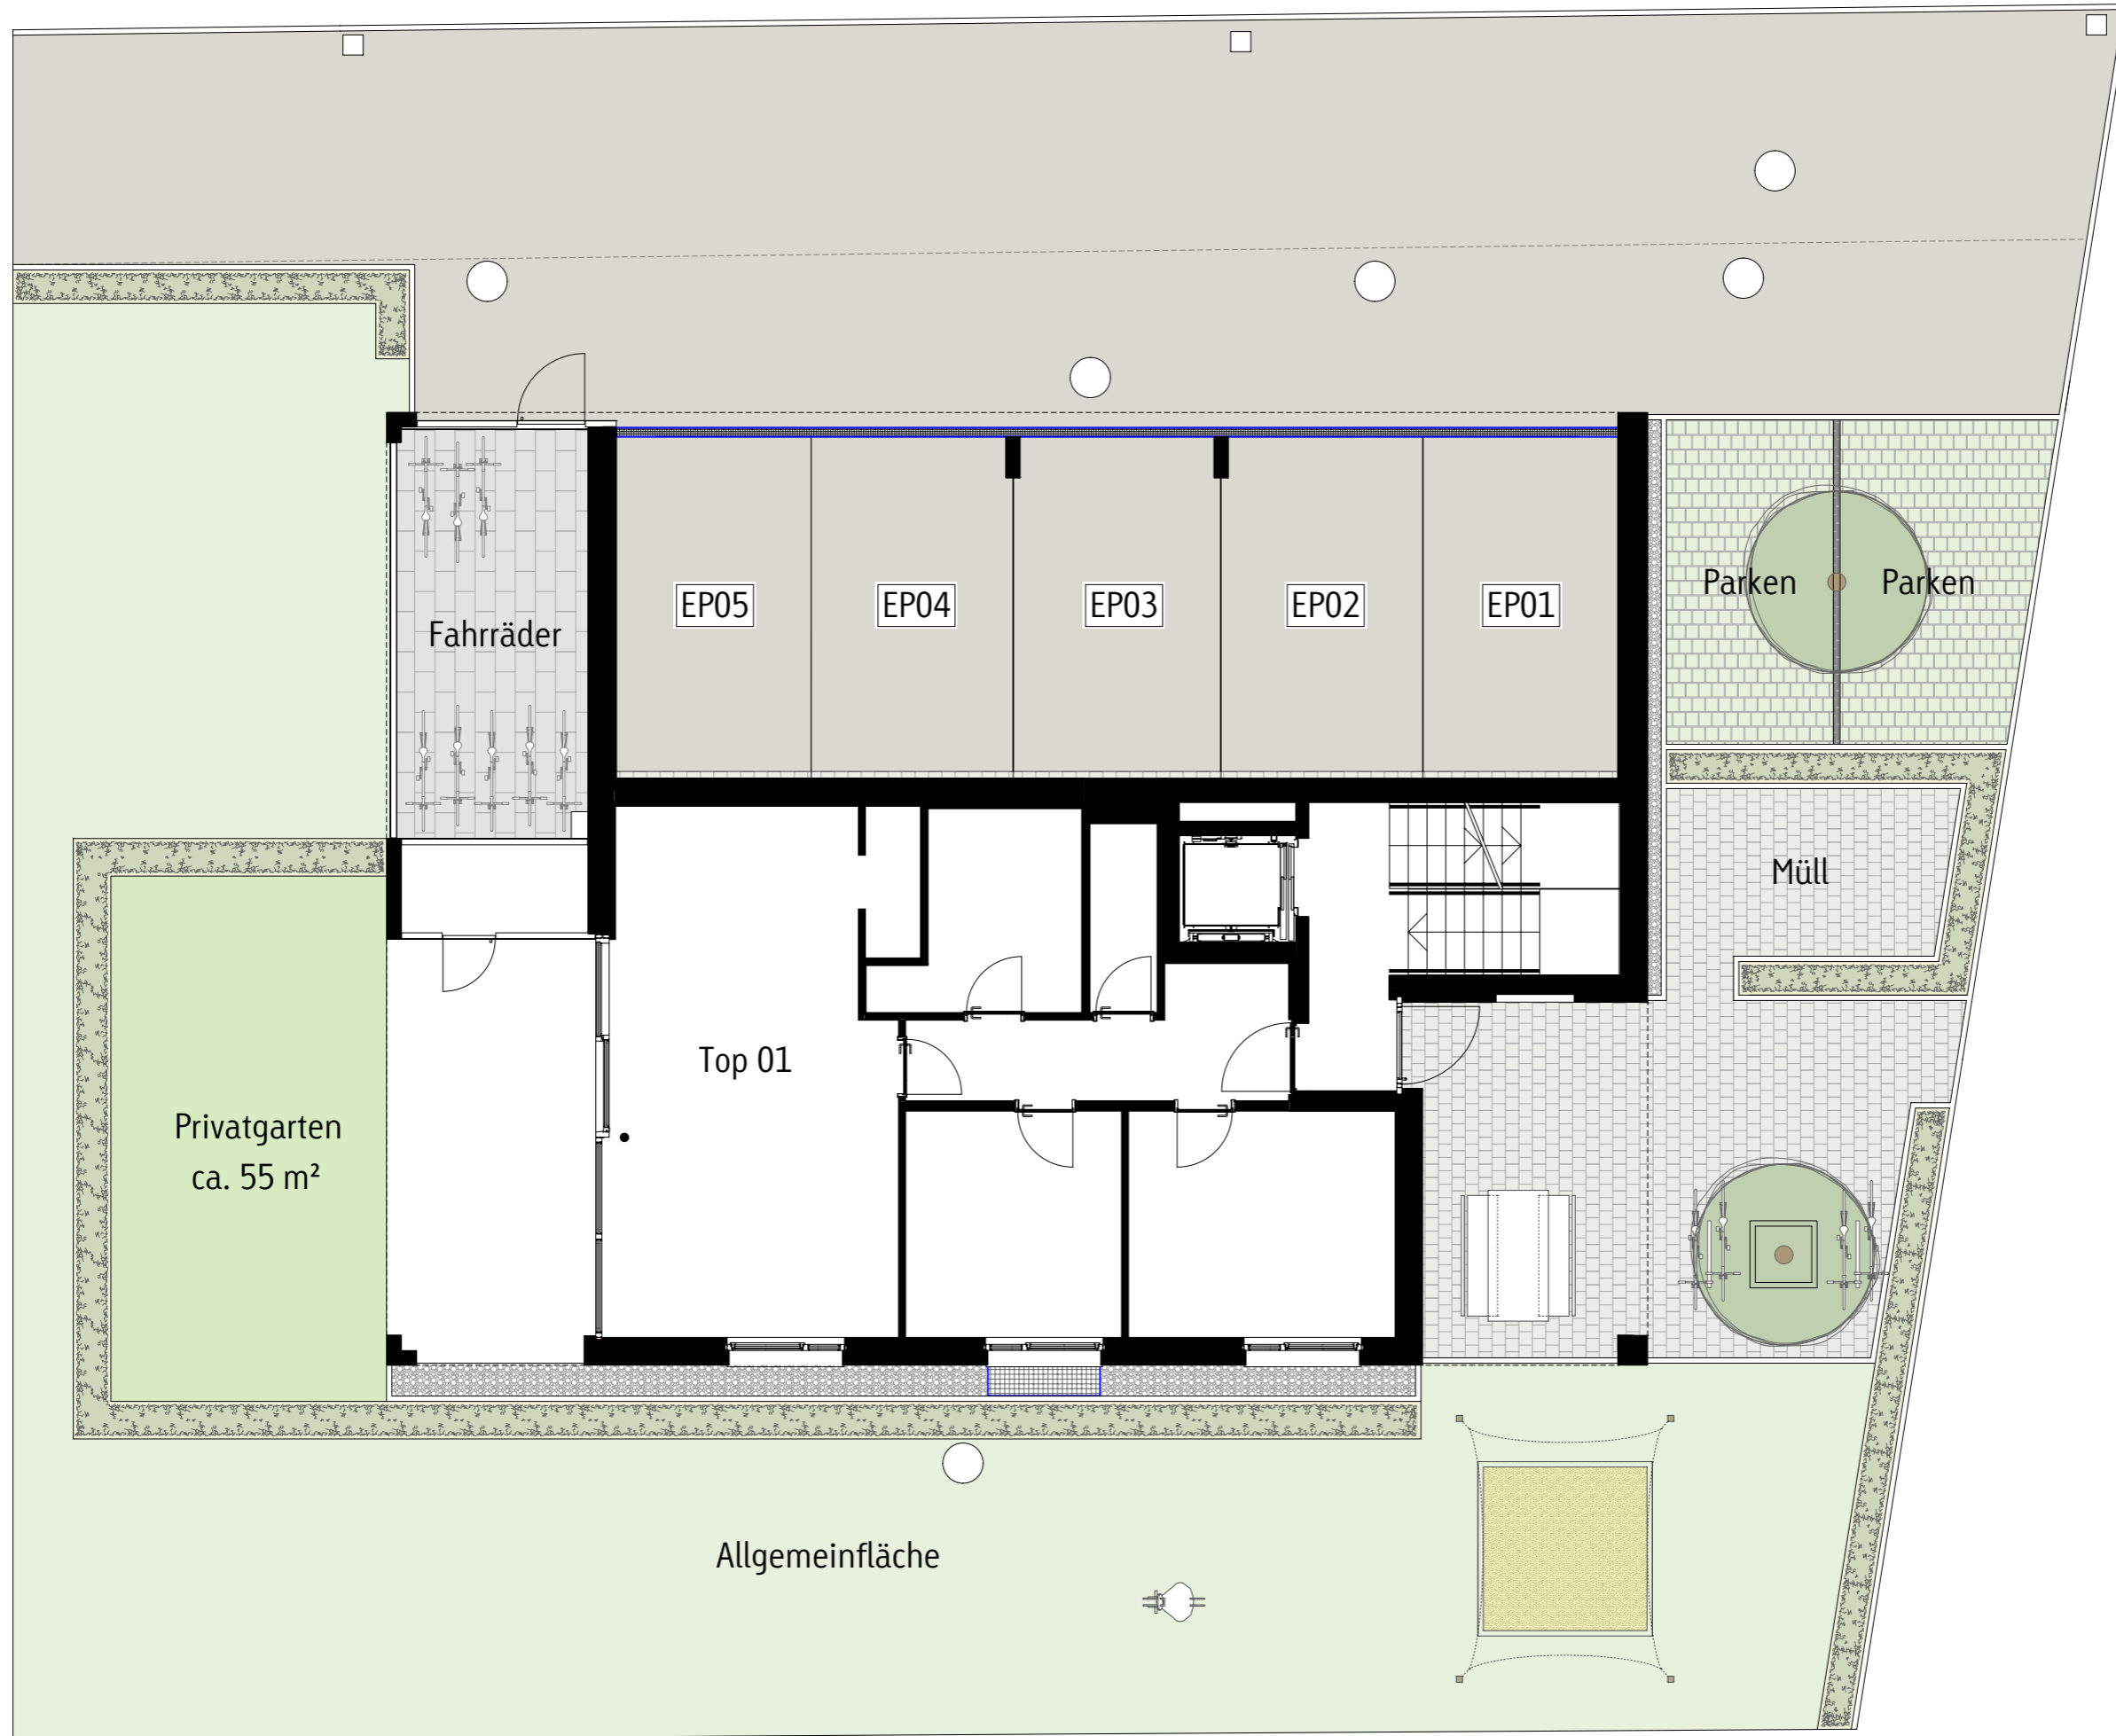 Parken
Parken
EP05
EP04
EP03
EP02
EP01
Fahrräder
Müll
Top 01
Privatgarten
ca. 55 m²
Allgemeinfläche